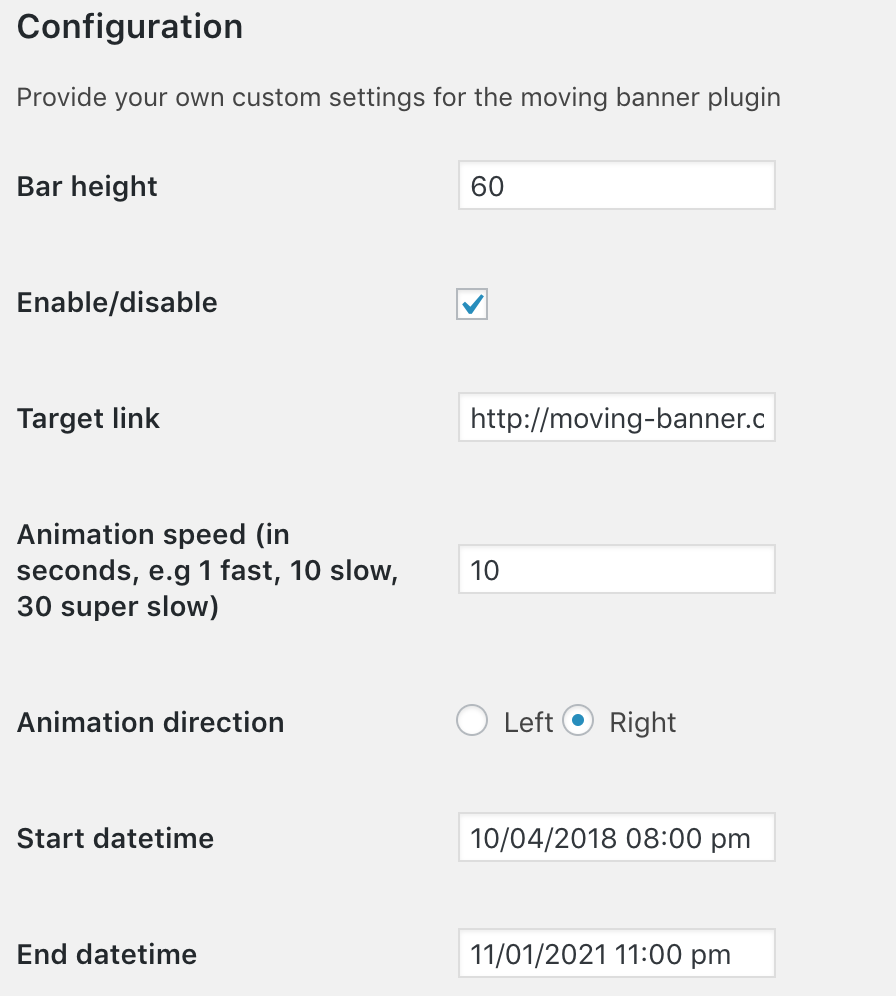 Configuration
Provide your own custom settings for the moving banner plugin
Bar height
60
Enable/disable
Target link
http://moving-banner.c
Animation speed (in
seconds, e.g 1 fast, 10 slow,
30 super slow)
10
Animation direction
Left Right
Start datetime
10/04/2018 08:00 pm
End datetime
11/01/2021 11:00 pm